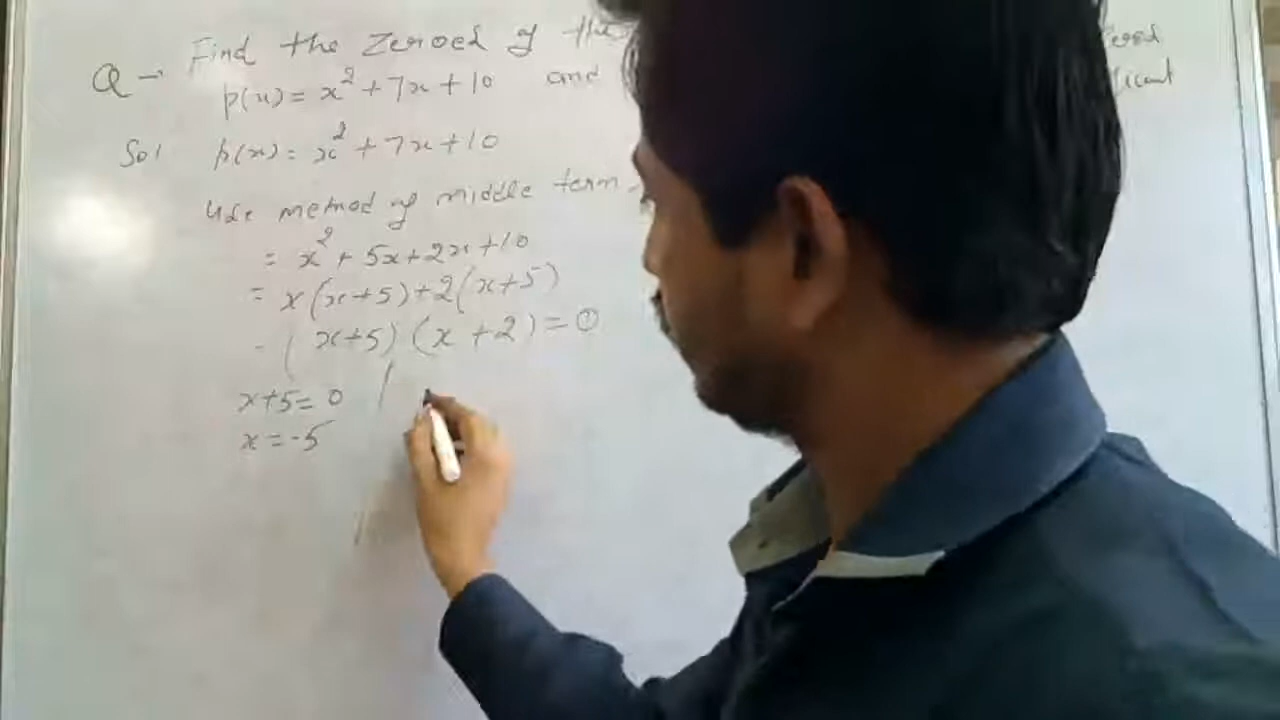 Q → Find the zeroed of the
p(x) = x² + 7x + 10 and
Sol p(x) = x² + 7x + 10
Use method of middle term
= x² + 5x + 2x + 10
= x(x+5) + 2(x+5)
- (x+5) (x+2) = 0
x+5 = 0 /
x = -5